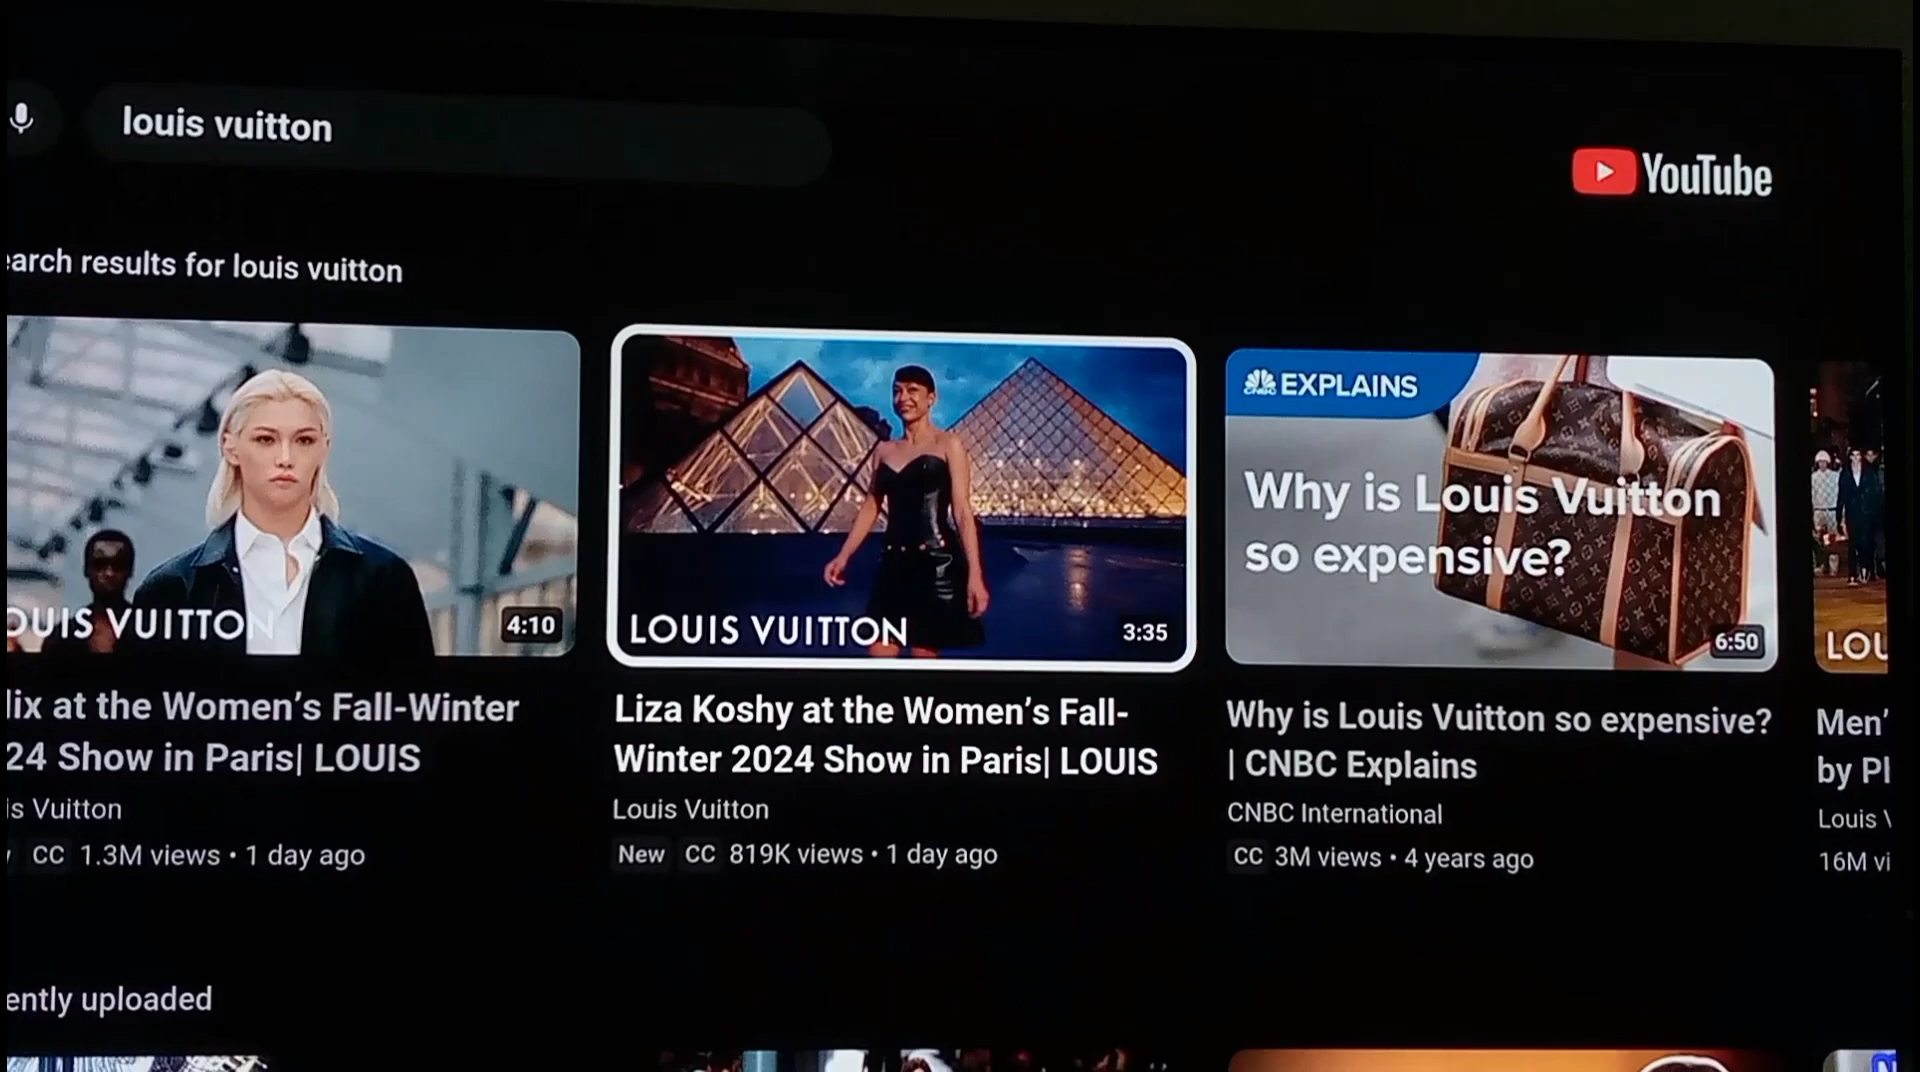 louis vuitton
YouTube
earch results for louis vuitton
OUIS VUITTON
4:10
LOUIS VUITTON
3:35
CNBC EXPLAINS
Why is Louis Vuitton
so expensive?
6:50
LOU
lix at the Women’s Fall-Winter
24 Show in Paris| LOUIS
is Vuitton
CC 1.3M views • 1 day ago
Liza Koshy at the Women’s Fall-
Winter 2024 Show in Paris| LOUIS
Louis Vuitton
New CC 819K views • 1 day ago
Why is Louis Vuitton so expensive?
| CNBC Explains
CNBC International
CC 3M views • 4 years ago
Men’
by Pl
Louis V
16M vi
ently uploaded